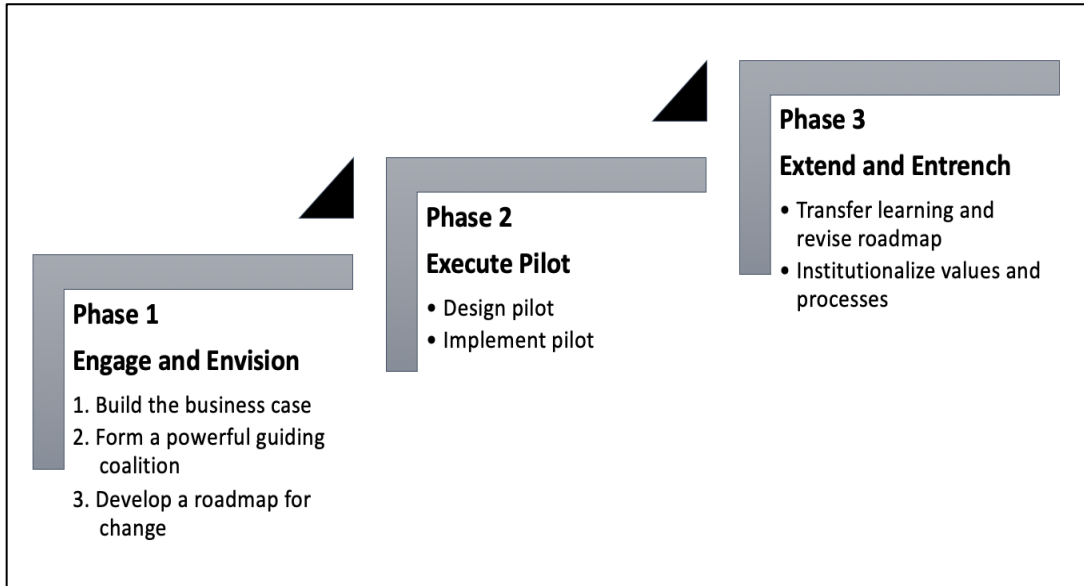 Phase 1
Engage and Envision
1. Build the business case
2. Form a powerful guiding
coalition
3. Develop a roadmap for
change
Phase 2
Execute Pilot
• Design pilot
• Implement pilot
Phase 3
Extend and Entrench
• Transfer learning and
revise roadmap
• Institutionalize values and
processes